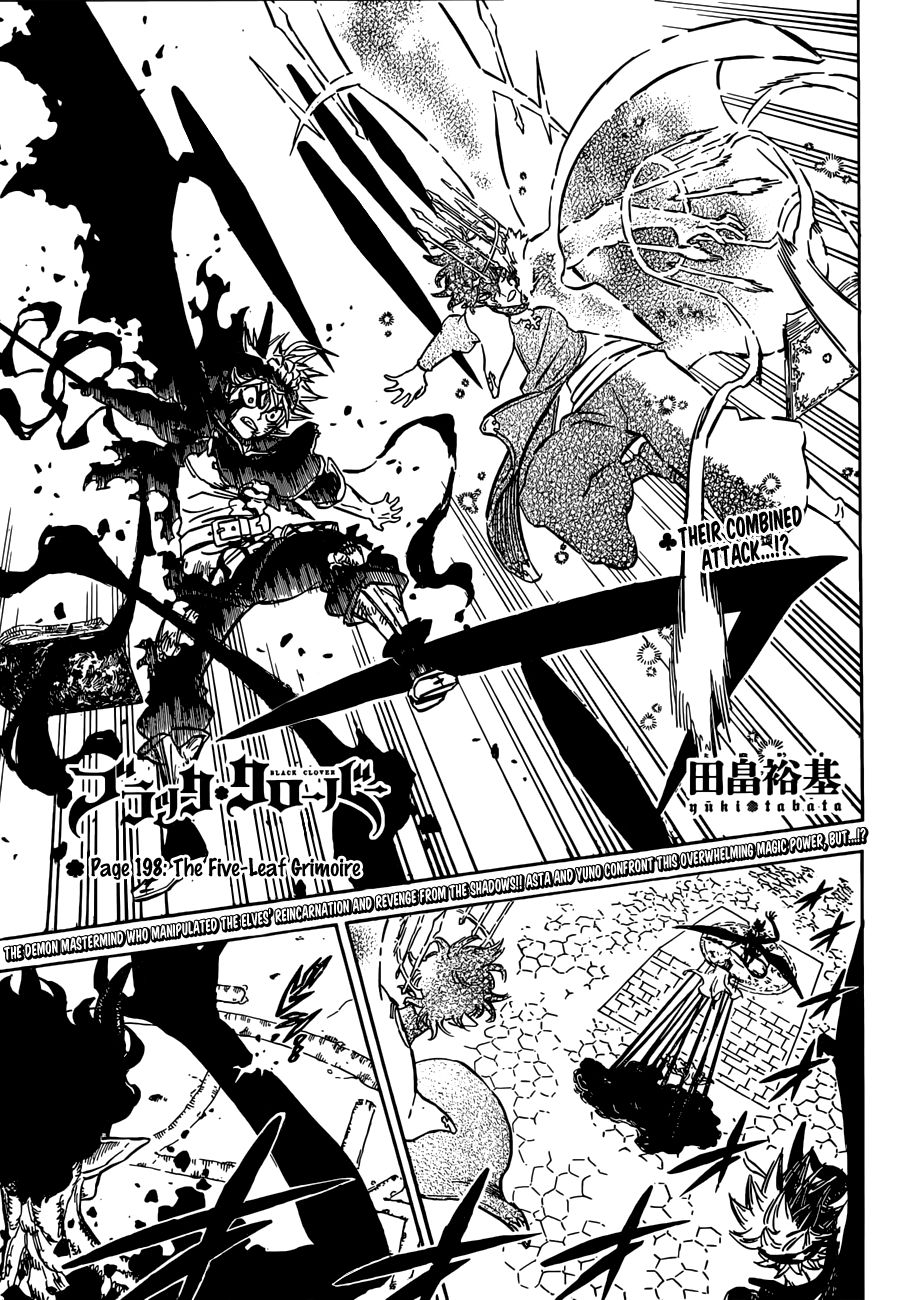 THEIR COMBINED
ATTACK...!?
ブラッククローバー
BLACK CLOVER
田畠裕基
yūki tabata
Page 198: The Five-Leaf Grimoire
THE DEMON MASTERMIND WHO MANIPULATED THE ELVES' REINCARNATION AND REVENGE FROM THE SHADOWS!! ASTA AND YUNO CONFRONT THIS OVERWHELMING MAGIC POWER, BUT...!?